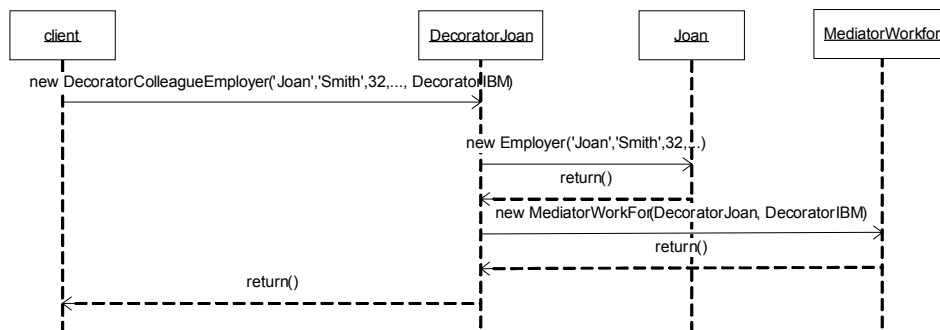 client
DecoratorJoan
Joan
MediatorWorkfor
new DecoratorColleagueEmployer('Joan','Smith',32,..., DecoratorIBM)
new Employer('Joan','Smith',32,...)
return()
new MediatorWorkFor(DecoratorJoan, DecoratorIBM)
return()
return()